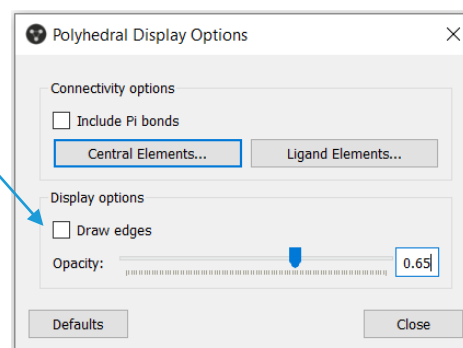 Polyhedral Display Options
Connectivity options
Include Pi bonds
Central Elements... Ligand Elements...
Display options
Draw edges
Opacity: 0.65
Defaults Close